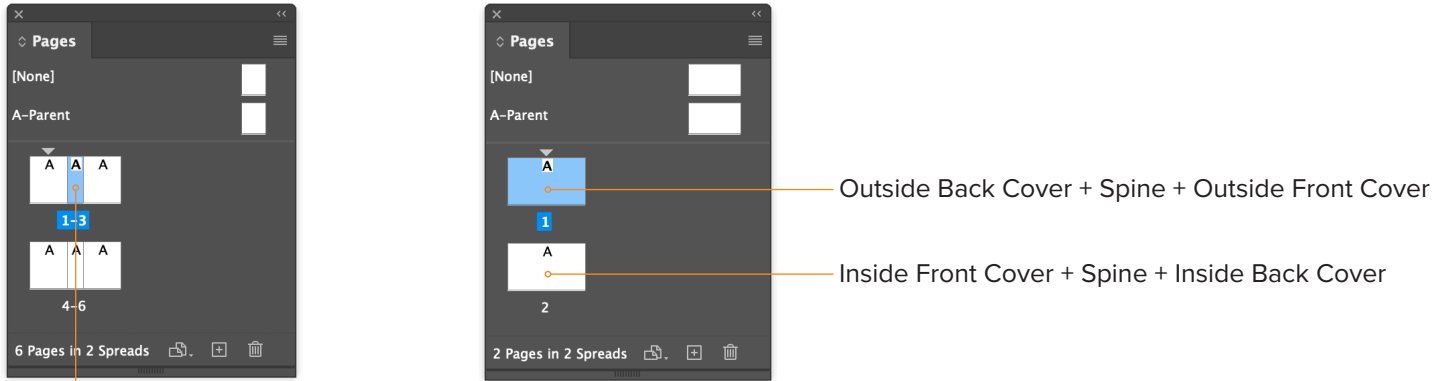 Pages
[None]
A-Parent
A A A
1-3
A A A
4-6
6 Pages in 2 Spreads
Pages
[None]
A-Parent
A
1
A
2
2 Pages in 2 Spreads
Outside Back Cover + Spine + Outside Front Cover
Inside Front Cover + Spine + Inside Back Cover